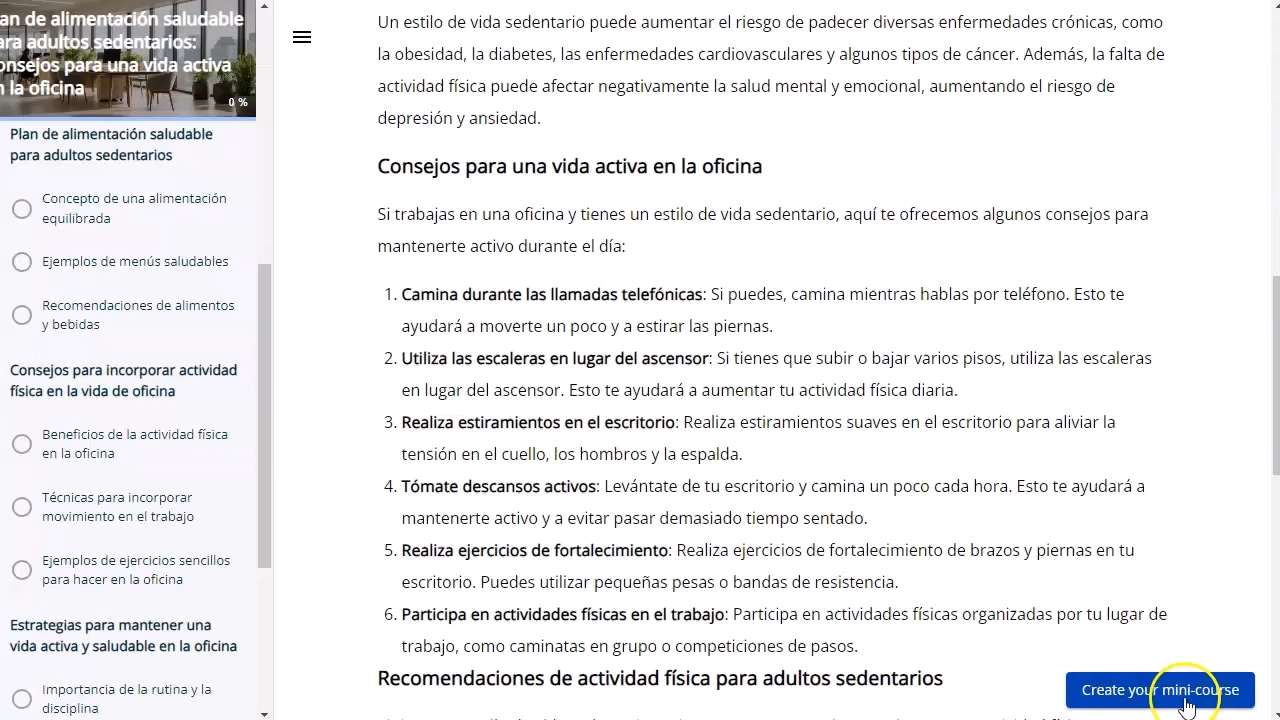 an de alimentación saludable
ara adultos sedentarios:
onsejos para una vida activa
n la oficina
0 %
Plan de alimentación saludable
para adultos sedentarios
Concepto de una alimentación
equilibrada
Ejemplos de menús saludables
Recomendaciones de alimentos
y bebidas
Consejos para incorporar actividad
física en la vida de oficina
Beneficios de la actividad física
en la oficina
Técnicas para incorporar
movimiento en el trabajo
Ejemplos de ejercicios sencillos
para hacer en la oficina
Estrategias para mantener una
vida activa y saludable en la oficina
Importancia de la rutina y la
disciplina
Un estilo de vida sedentario puede aumentar el riesgo de padecer diversas enfermedades crónicas, como
la obesidad, la diabetes, las enfermedades cardiovasculares y algunos tipos de cáncer. Además, la falta de
actividad física puede afectar negativamente la salud mental y emocional, aumentando el riesgo de
depresión y ansiedad.
Consejos para una vida activa en la oficina
Si trabajas en una oficina y tienes un estilo de vida sedentario, aquí te ofrecemos algunos consejos para
mantenerte activo durante el día:
1. Camina durante las llamadas telefónicas: Si puedes, camina mientras hablas por teléfono. Esto te
ayudará a moverte un poco y a estirar las piernas.
2. Utiliza las escaleras en lugar del ascensor: Si tienes que subir o bajar varios pisos, utiliza las escaleras
en lugar del ascensor. Esto te ayudará a aumentar tu actividad física diaria.
3. Realiza estiramientos en el escritorio: Realiza estiramientos suaves en el escritorio para aliviar la
tensión en el cuello, los hombros y la espalda.
4. Tómate descansos activos: Levántate de tu escritorio y camina un poco cada hora. Esto te ayudará a
mantenerte activo y a evitar pasar demasiado tiempo sentado.
5. Realiza ejercicios de fortalecimiento: Realiza ejercicios de fortalecimiento de brazos y piernas en tu
escritorio. Puedes utilizar pequeñas pesas o bandas de resistencia.
6. Participa en actividades físicas en el trabajo: Participa en actividades físicas organizadas por tu lugar de
trabajo, como caminatas en grupo o competiciones de pasos.
Recomendaciones de actividad física para adultos sedentarios
Create your mini-course